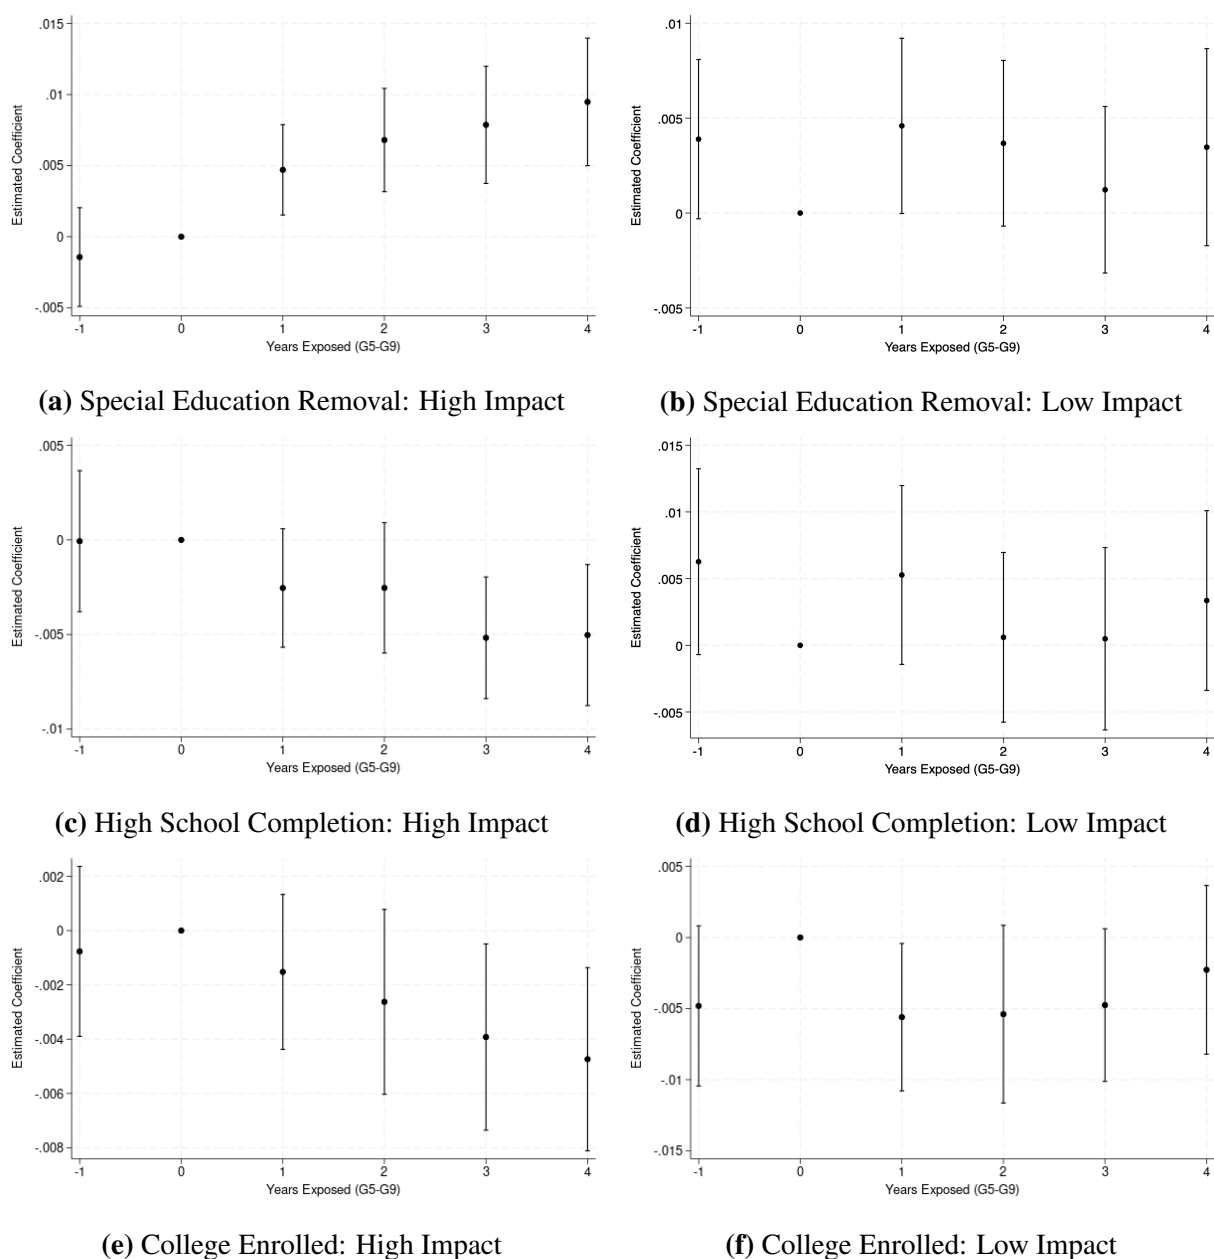 .015
.01
.005
0
-.005
Estimated Coefficient
-1 0 1 2 3 4
Years Exposed (G5-G9)
(a) Special Education Removal: High Impact
.01
.005
0
-.005
Estimated Coefficient
-1 0 1 2 3 4
Years Exposed (G5-G9)
(b) Special Education Removal: Low Impact
.005
0
-.005
-.01
Estimated Coefficient
-1 0 1 2 3 4
Years Exposed (G5-G9)
(c) High School Completion: High Impact
.015
.01
.005
0
-.005
Estimated Coefficient
-1 0 1 2 3 4
Years Exposed (G5-G9)
(d) High School Completion: Low Impact
.002
0
-.002
-.004
-.006
-.008
Estimated Coefficient
-1 0 1 2 3 4
Years Exposed (G5-G9)
(e) College Enrolled: High Impact
.005
0
-.005
-.01
-.015
Estimated Coefficient
-1 0 1 2 3 4
Years Exposed (G5-G9)
(f) College Enrolled: Low Impact